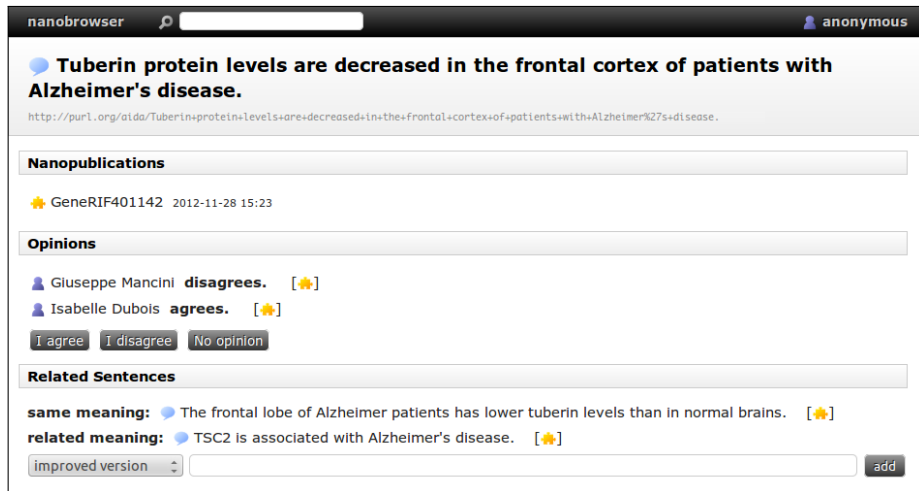 nanobrowser
anonymous
Tuberin protein levels are decreased in the frontal cortex of patients with
Alzheimer's disease.
http://purl.org/aida/Tuberin+protein+levels+are+decreased+in+the+frontal+cortex+of+patients+with+Alzheimer%27s+disease.
Nanopublications
GeneRIF401142 2012-11-28 15:23
Opinions
Giuseppe Mancini disagrees. [ ]
Isabelle Dubois agrees. [ ]
I agree I disagree No opinion
Related Sentences
same meaning: The frontal lobe of Alzheimer patients has lower tuberin levels than in normal brains. [ ]
related meaning: TSC2 is associated with Alzheimer's disease. [ ]
improved version add